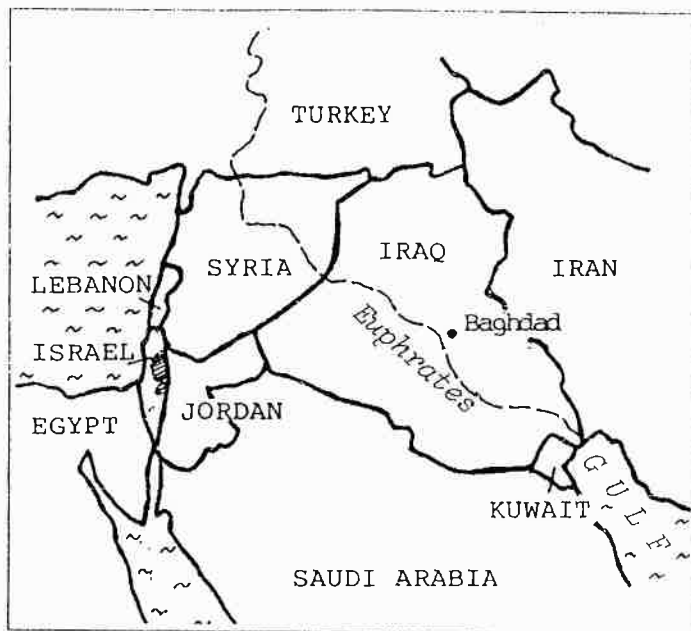 TURKEY
SYRIA
IRAQ
IRAN
LEBANON
Baghdad
Euphrates
ISRAEL
JORDAN
EGYPT
GULF
KUWAIT
SAUDI ARABIA